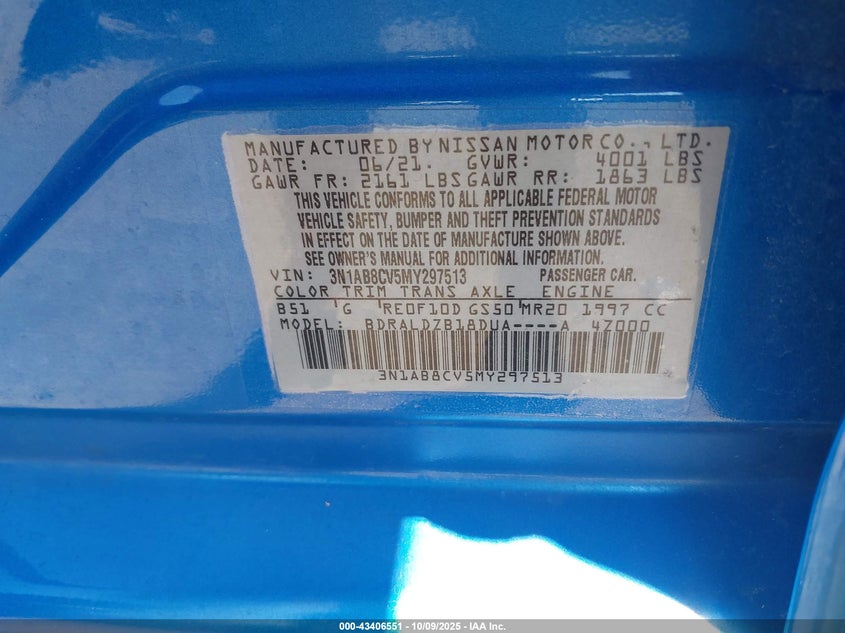 MANUFACTURED BY NISSAN MOTOR CO., LTD.
DATE: 06/21. GVWR: 4001 LBS
GAWR FR: 2161 LBS GAWR RR: 1863 LBS
THIS VEHICLE CONFORMS TO ALL APPLICABLE FEDERAL MOTOR
VEHICLE SAFETY, BUMPER AND THEFT PREVENTION STANDARDS
IN EFFECT ON THE DATE OF MANUFACTURE SHOWN ABOVE.
SEE OWNER'S MANUAL FOR ADDITIONAL INFORMATION.
VIN: 3N1AB8CV5MY297513 PASSENGER CAR.
COLOR TRIM TRANS AXLE ENGINE
B51 G RE0F10D GS50 MR20 1997 CC
MODEL: BDRALDZB18DUA----A 4Z000
3N1AB8CV5MY297513
000-43406551 - 10/09/2025 - IAA Inc.